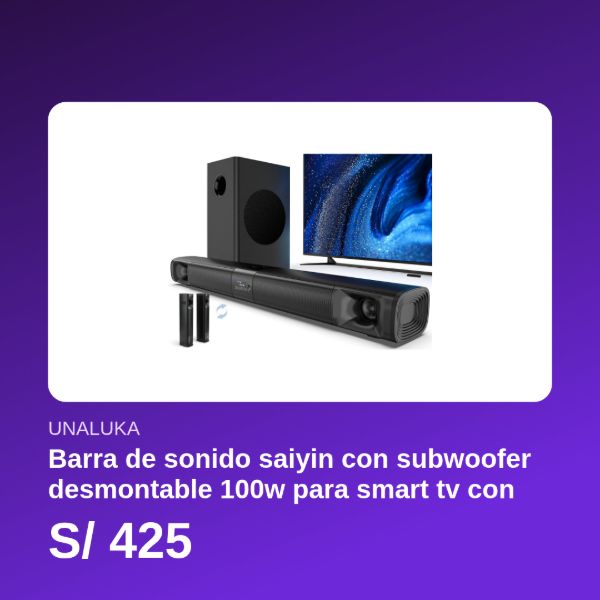 UNALUKA
Barra de sonido saiyin con subwoofer
desmontable 100w para smart tv con
S/ 425